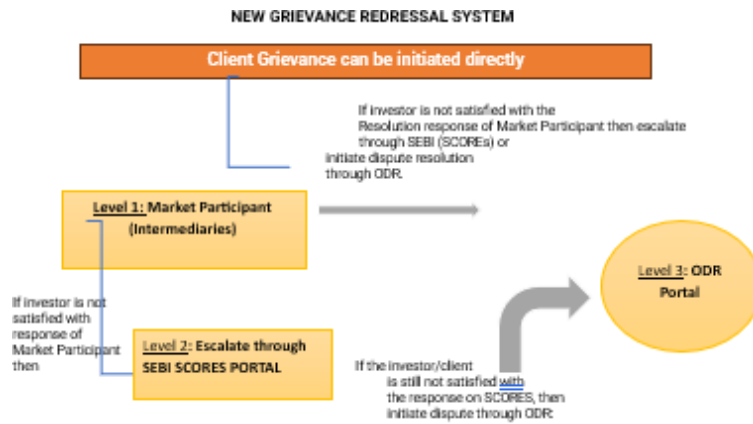 NEW GRIEVANCE REDRESSAL SYSTEM
Client Grievance can be initiated directly
If investor is not satisfied with the
Resolution response of Market Participant then escalate
through SEBI (SCOREs) or
initiate dispute resolution
through ODR.
Level 1: Market Participant
(Intermediaries)
Level 3: ODR
Portal
If investor is not
satisfied with
response of
Market Participant
then
Level 2: Escalate through
SEBI SCORES PORTAL
If the investor/client
is still not satisfied with
the response on SCORES, then
initiate dispute through ODR: